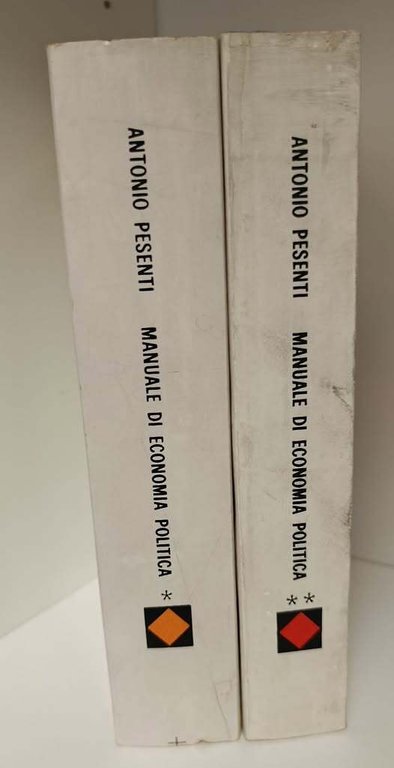 ANTONIO PESENTI MANUALE DI ECONOMIA POLITICA *
ANTONIO PESENTI MANUALE DI ECONOMIA POLITICA **